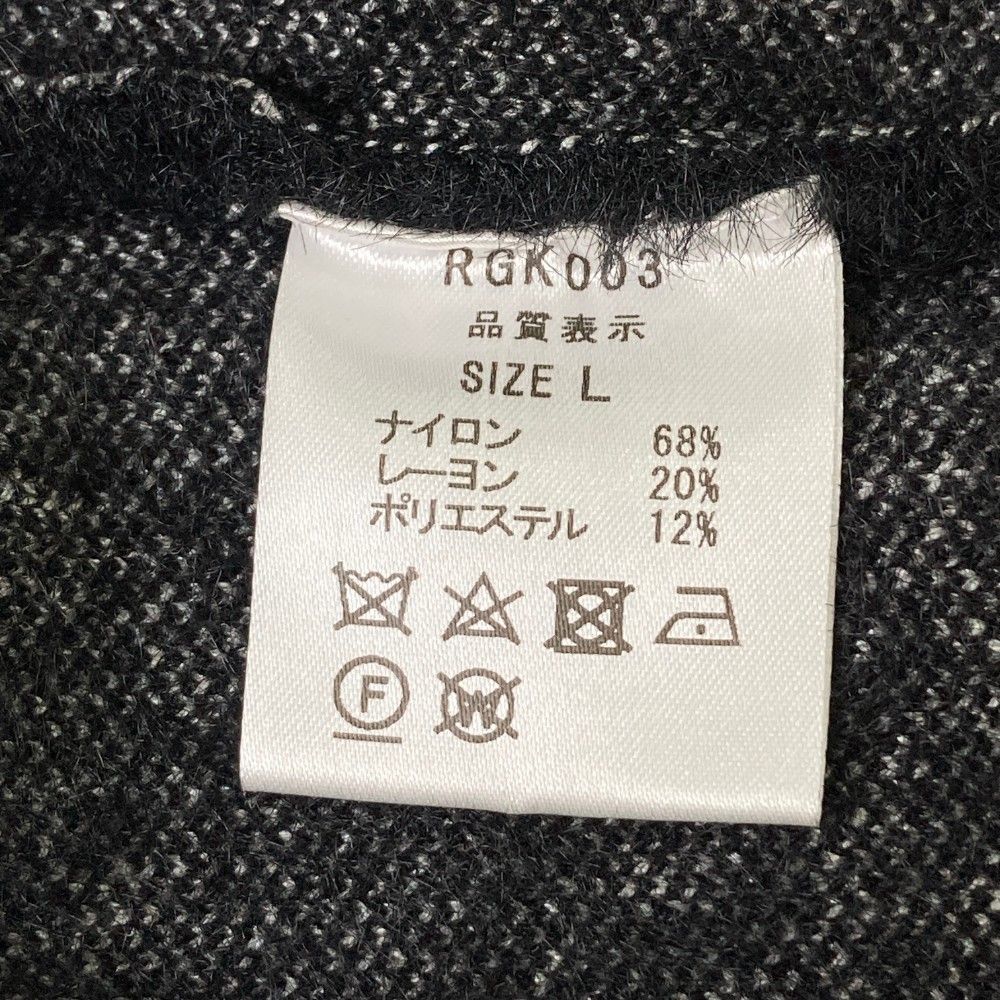 RGK003
品質表示
SIZE L
ナイロン 68%
レーヨン 20%
ポリエステル 12%
F W